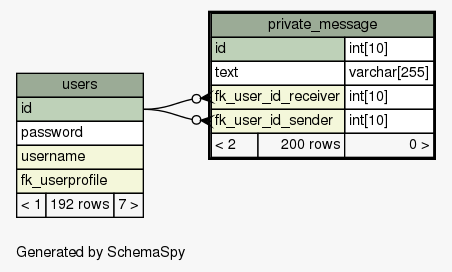 private_message
id int[10]
text varchar[255]
fk_user_id_receiver int[10]
fk_user_id_sender int[10]
< 2 200 rows 0 >
users
id
password
username
fk_userprofile
< 1 192 rows 7 >
Generated by SchemaSpy